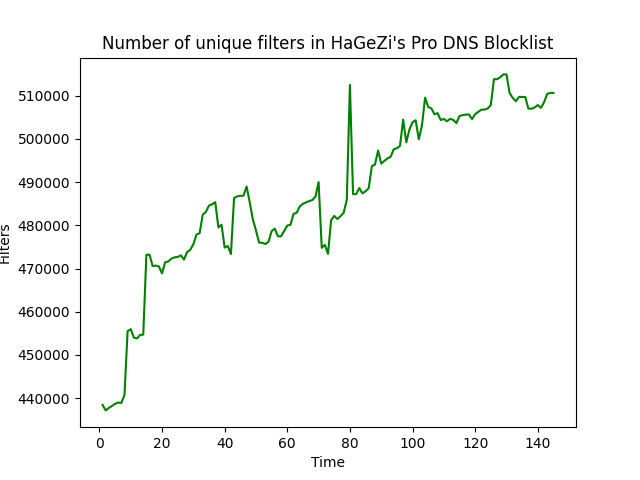 Number of unique filters in HaGeZi's Pro DNS Blocklist
510000
500000
490000
480000
470000
460000
450000
440000
Filters
0 20 40 60 80 100 120 140
Time